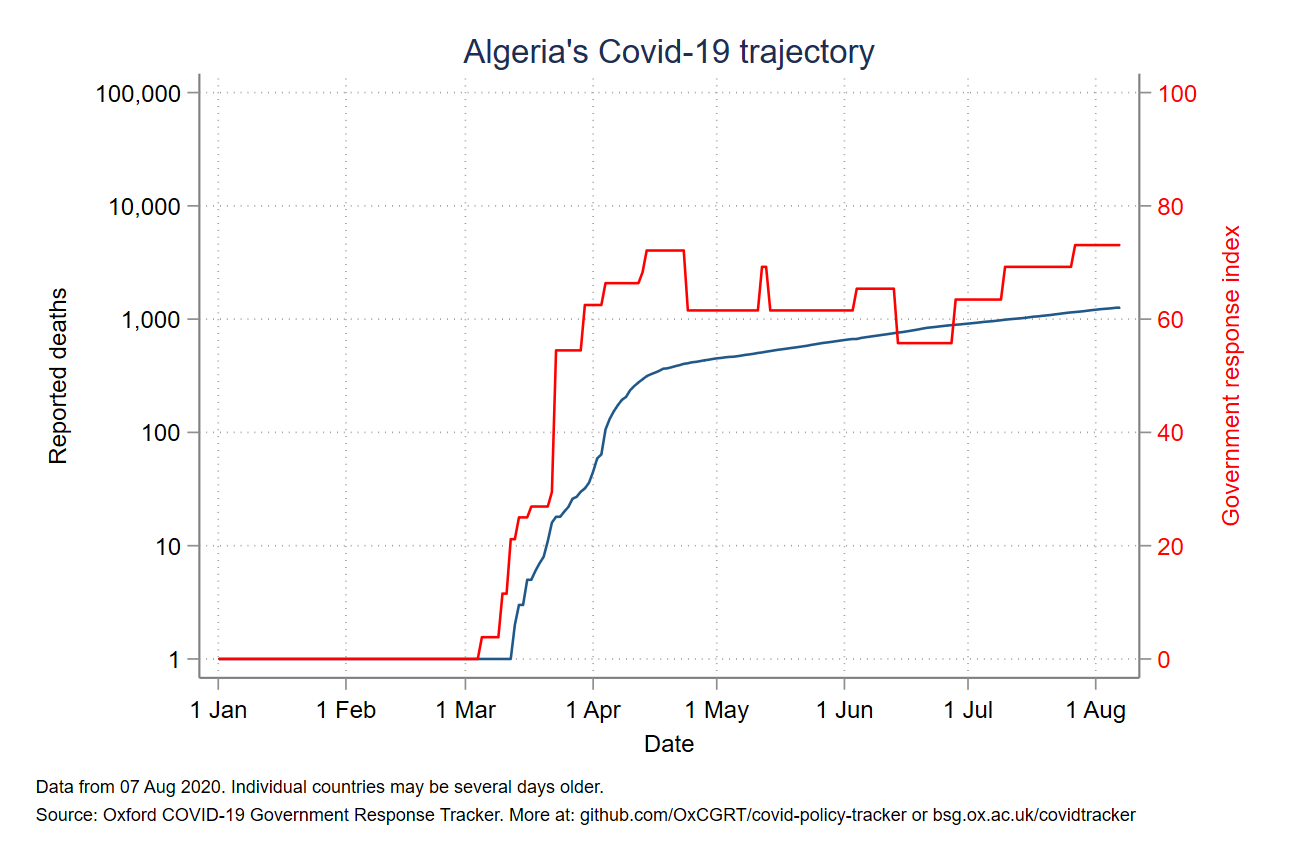 Algeria's Covid-19 trajectory
100,000
10,000
1,000
100
10
1
Reported deaths
100
80
60
40
20
0
Government response index
1 Jan 1 Feb 1 Mar 1 Apr 1 May 1 Jun 1 Jul 1 Aug
Date
Data from 07 Aug 2020. Individual countries may be several days older.
Source: Oxford COVID-19 Government Response Tracker. More at: github.com/OxCGRT/covid-policy-tracker or bsg.ox.ac.uk/covidtracker